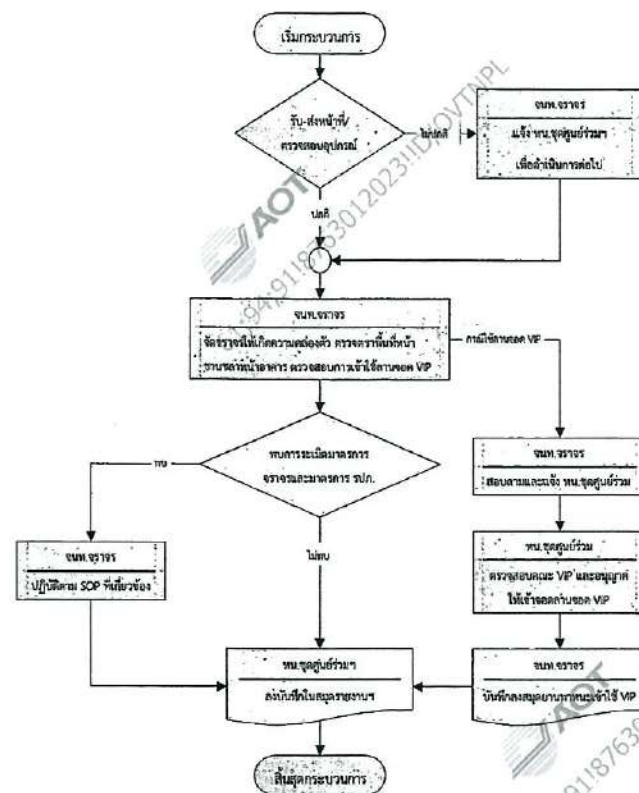 เริ่มกระบวนการ
รับ-ส่งหน้าที่/
ตรวจสอบอุปกรณ์
ไม่ปกติ
จนท.จราจร
แจ้ง หน.ชุดศูนย์ร่วมฯ
เพื่อดำเนินการต่อไป
ปกติ
AOT
จนท.จราจร
จัดจราจรให้เกิดความคล่องตัว ตรวจตราพื้นที่หน้า
ชานชลาหน้าอาคาร ตรวจสอบการเข้าใช้ลานจอด VIP
กรณีใช้ลานจอด VIP
พบการละเมิดมาตรการ
จราจรและมาตรการ รปภ.
พบ
ไม่พบ
จนท.จราจร
สอบถามและแจ้ง หน.ชุดศูนย์ร่วม
จนท.จราจร
ปฏิบัติตาม SOP ที่เกี่ยวข้อง
หน.ชุดศูนย์ร่วม
ตรวจสอบคณะ VIP และอนุญาต
ให้เข้าจอดลานจอด VIP
หน.ชุดศูนย์ร่วมฯ
ลงบันทึกในสมุดรายงานฯ
จนท.จราจร
บันทึกลงสมุดยานพาหนะเข้าใช้ VIP
AOT
สิ้นสุดกระบวนการ